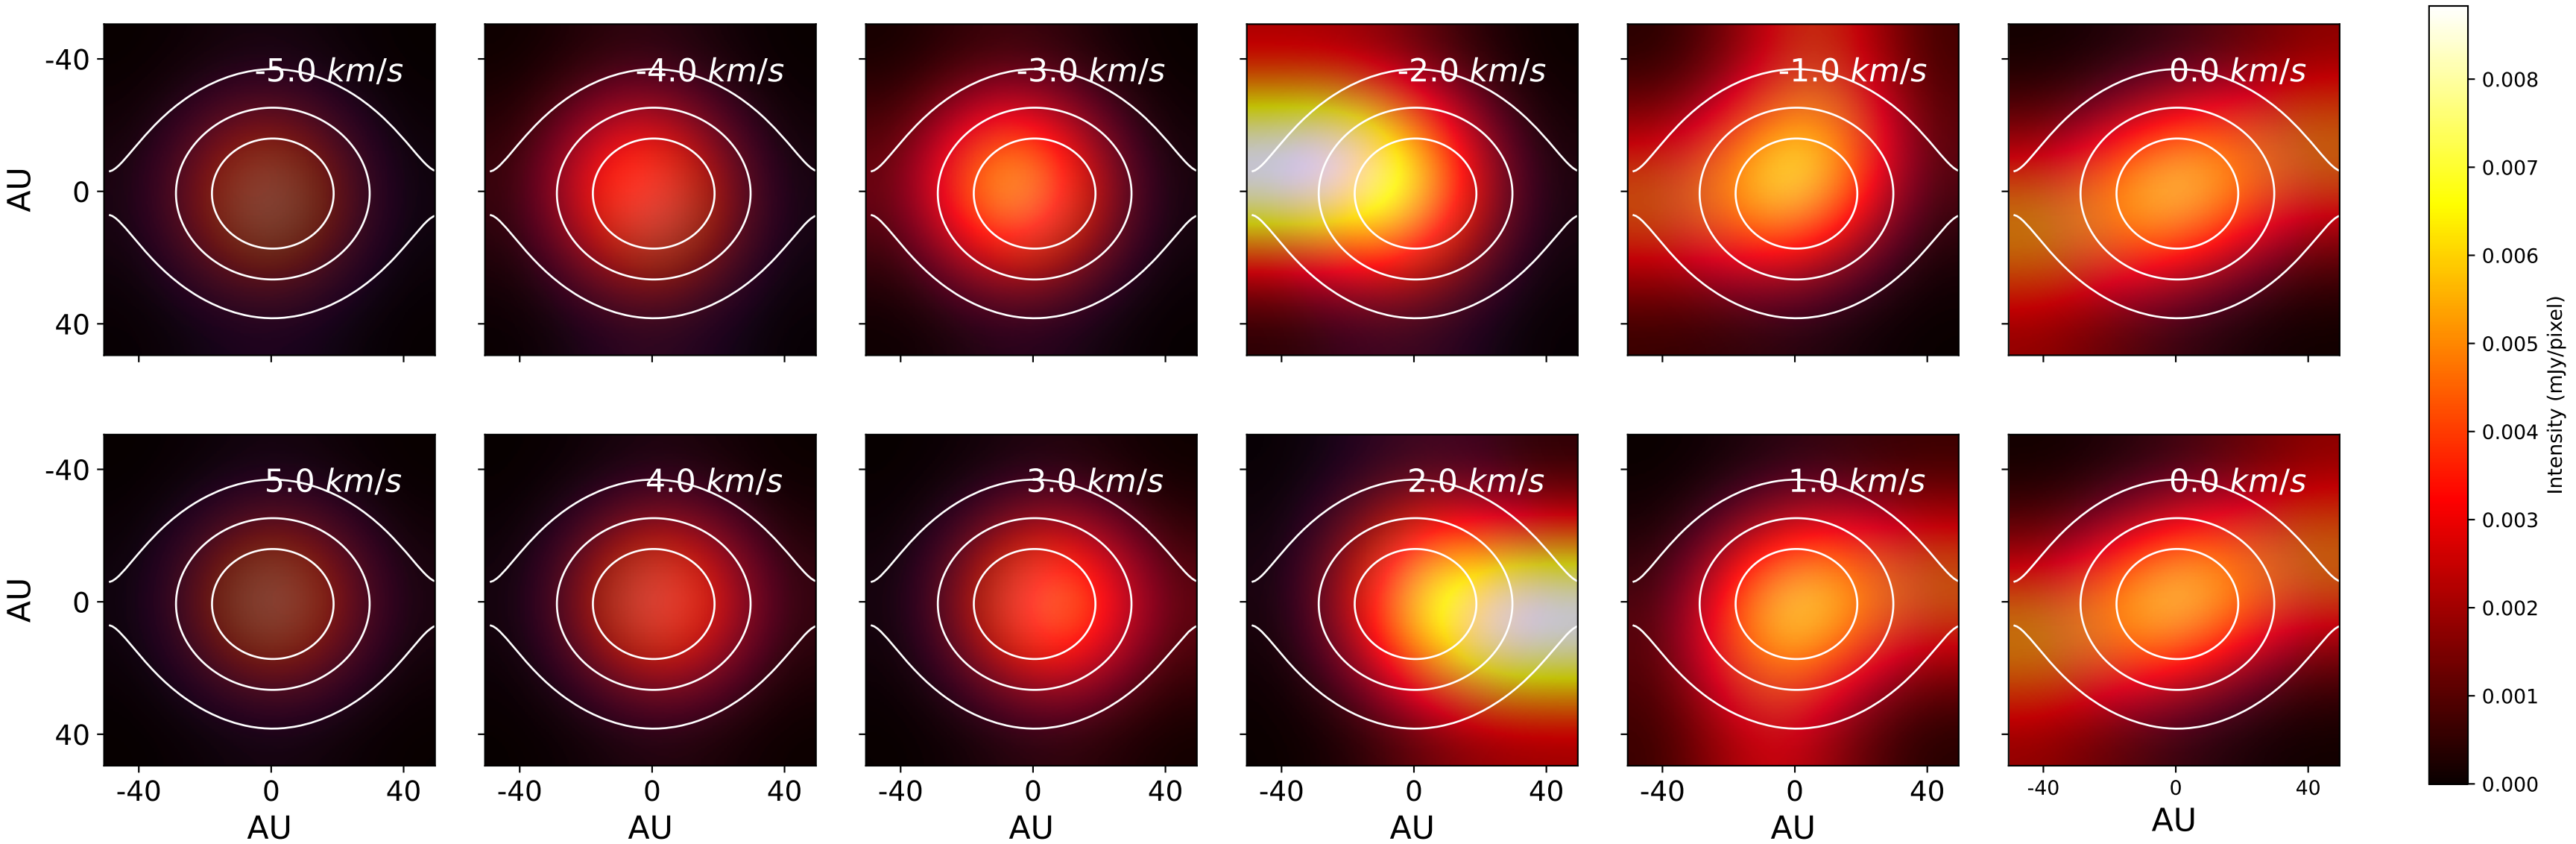 -5.0 km/s
-4.0 km/s
-3.0 km/s
-2.0 km/s
-1.0 km/s
0.0 km/s
-40
0
40
AU
5.0 km/s
4.0 km/s
3.0 km/s
2.0 km/s
1.0 km/s
0.0 km/s
-40
0
40
AU
-40 0 40
-40 0 40
-40 0 40
-40 0 40
-40 0 40
-40 0 40
AU
AU
AU
AU
AU
AU
0.008
0.007
0.006
0.005
0.004
0.003
0.002
0.001
0.000
Intensity (mJy/pixel)